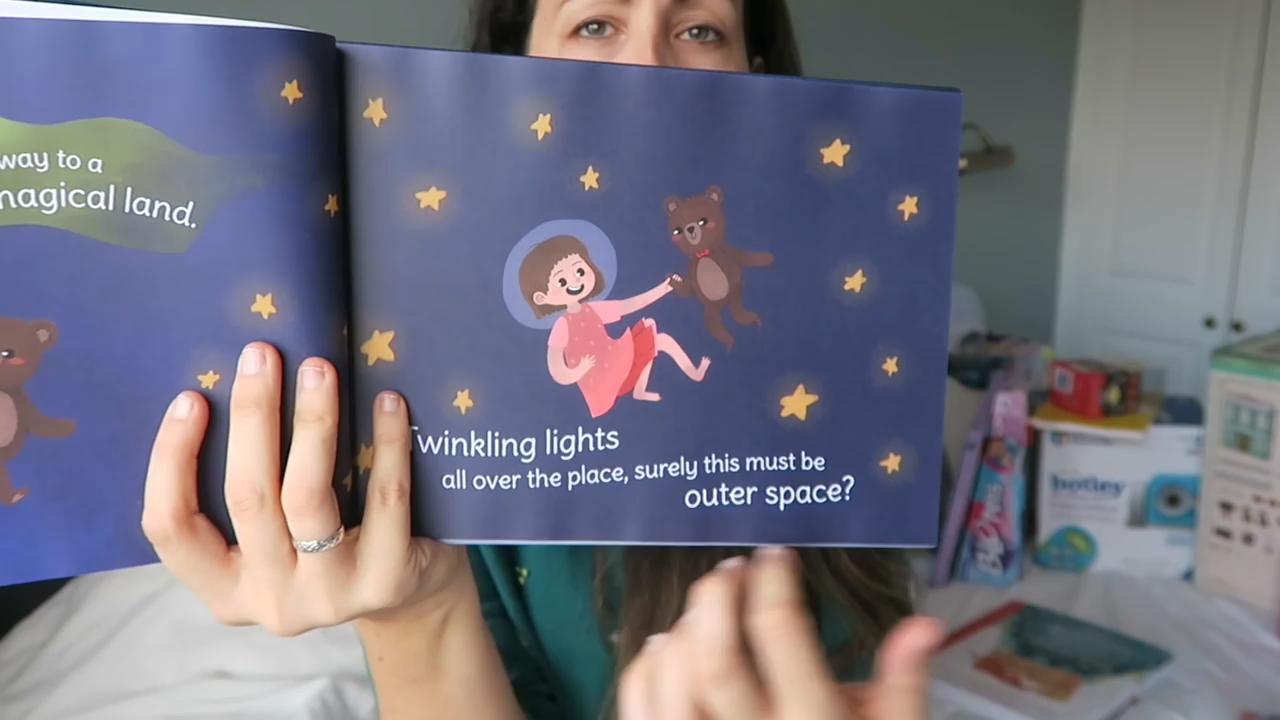 way to a
magical land.
Twinkling lights
all over the place, surely this must be
outer space?
botley